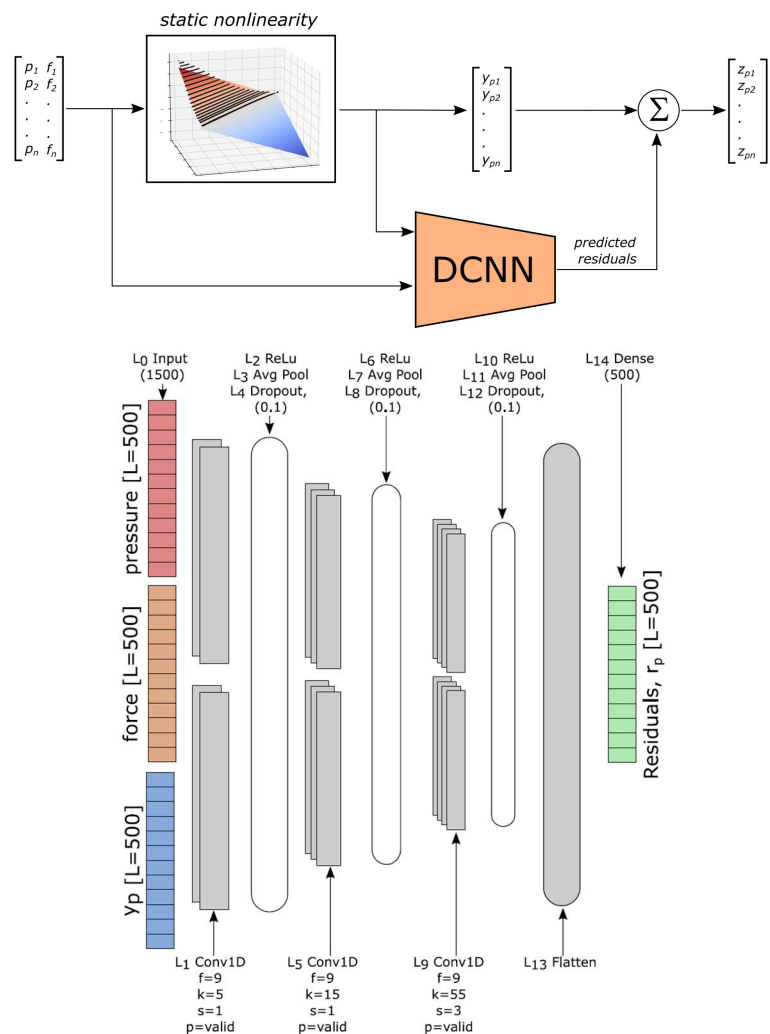 static nonlinearity
p1 f1
p2 f2
. .
. .
. .
pn fn
yp1
yp2
.
.
.
ypn
Σ
zp1
zp2
.
.
.
zpn
DCNN
predicted
residuals
L0 Input
(1500)
L2 ReLu
L3 Avg Pool
L4 Dropout,
(0.1)
L6 ReLu
L7 Avg Pool
L8 Dropout,
(0.1)
L10 ReLU
L11 Avg Pool
L12 Dropout,
(0.1)
L14 Dense
(500)
pressure [L=500]
force [L=500]
yp [L=500]
Residuals, rp [L=500]
L1 Conv1D
f=9
k=5
s=1
p=valid
L5 Conv1D
f=9
k=15
s=1
p=valid
L9 Conv1D
f=9
k=55
s=3
p=valid
L13 Flatten